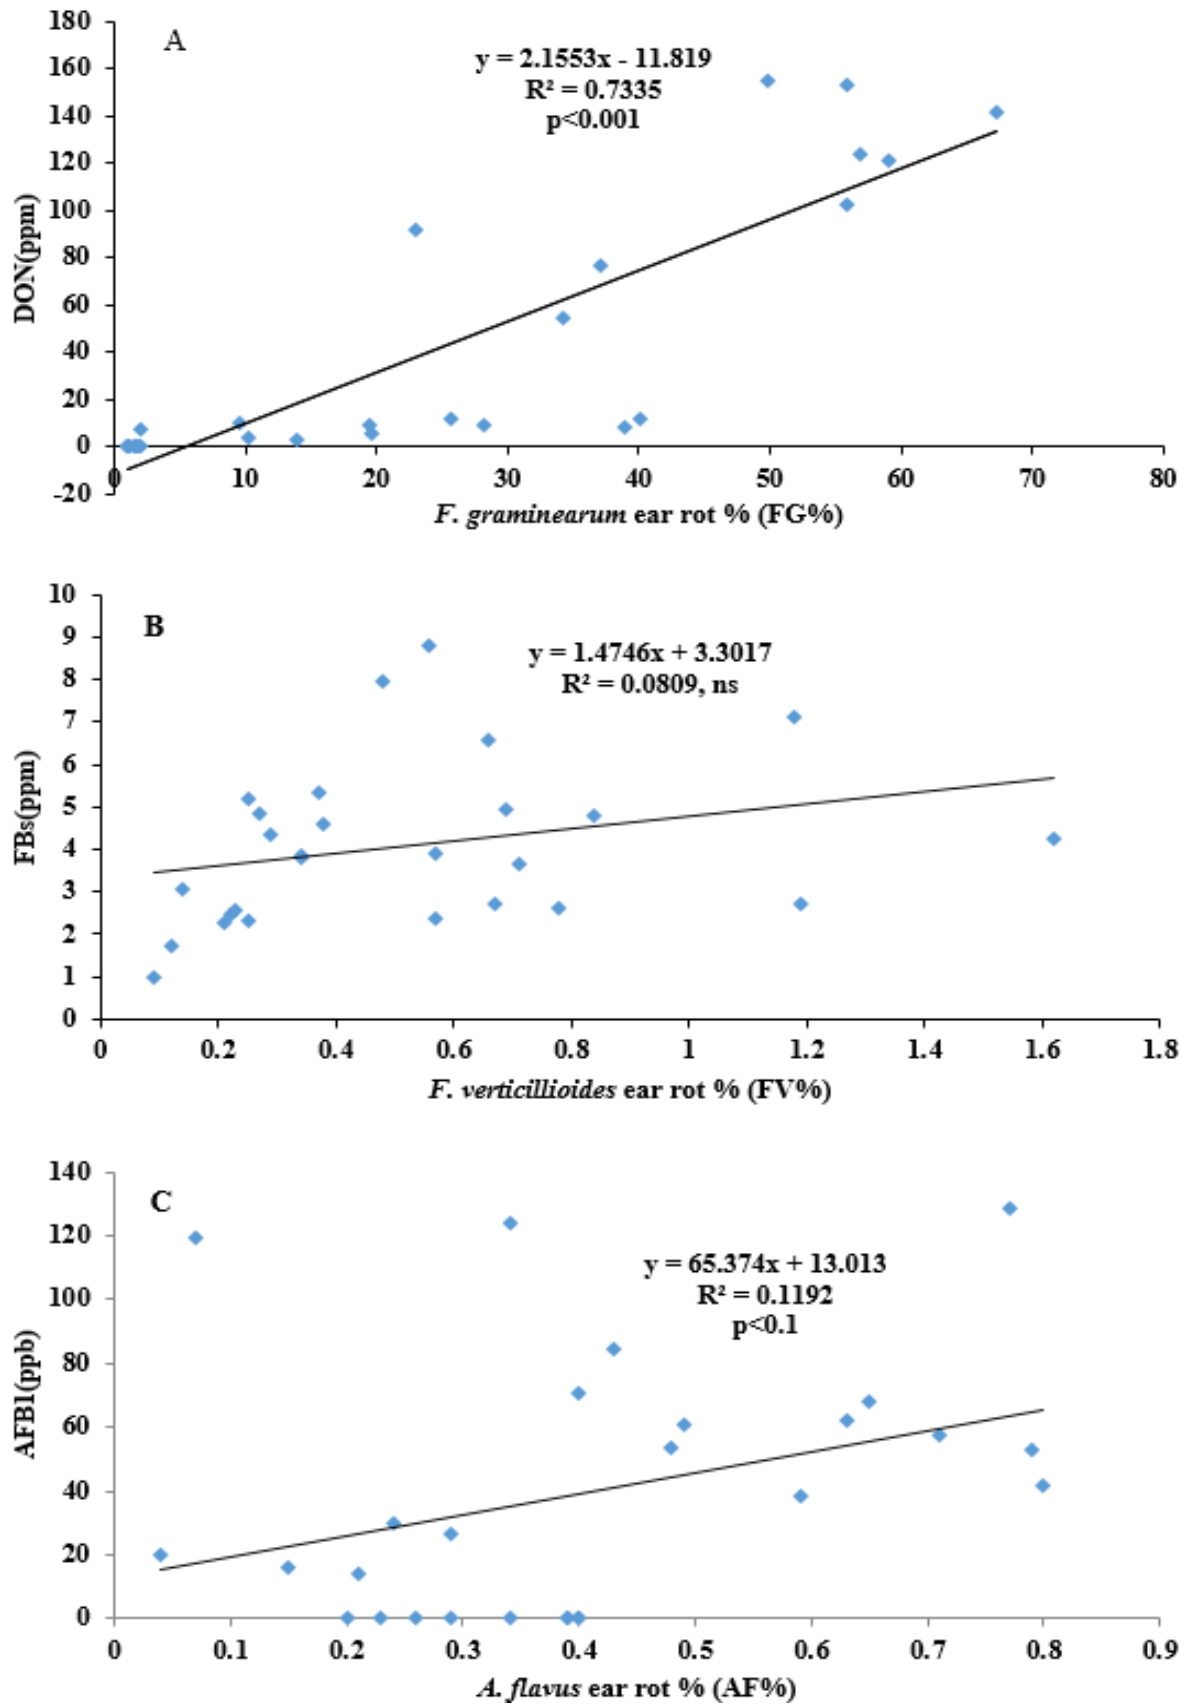 A
y = 2.1553x - 11.819
R² = 0.7335
p<0.001
180
160
140
120
100
80
60
40
20
0
-20
DON(ppm)
0 10 20 30 40 50 60 70 80
F. graminearum ear rot % (FG%)
B
y = 1.4746x + 3.3017
R² = 0.0809, ns
10
9
8
7
6
5
4
3
2
1
0
FBs(ppm)
0 0.2 0.4 0.6 0.8 1 1.2 1.4 1.6 1.8
F. verticillioides ear rot % (FV%)
C
y = 65.374x + 13.013
R² = 0.1192
p<0.1
140
120
100
80
60
40
20
0
AFB1(ppb)
0 0.1 0.2 0.3 0.4 0.5 0.6 0.7 0.8 0.9
A. flavus ear rot % (AF%)